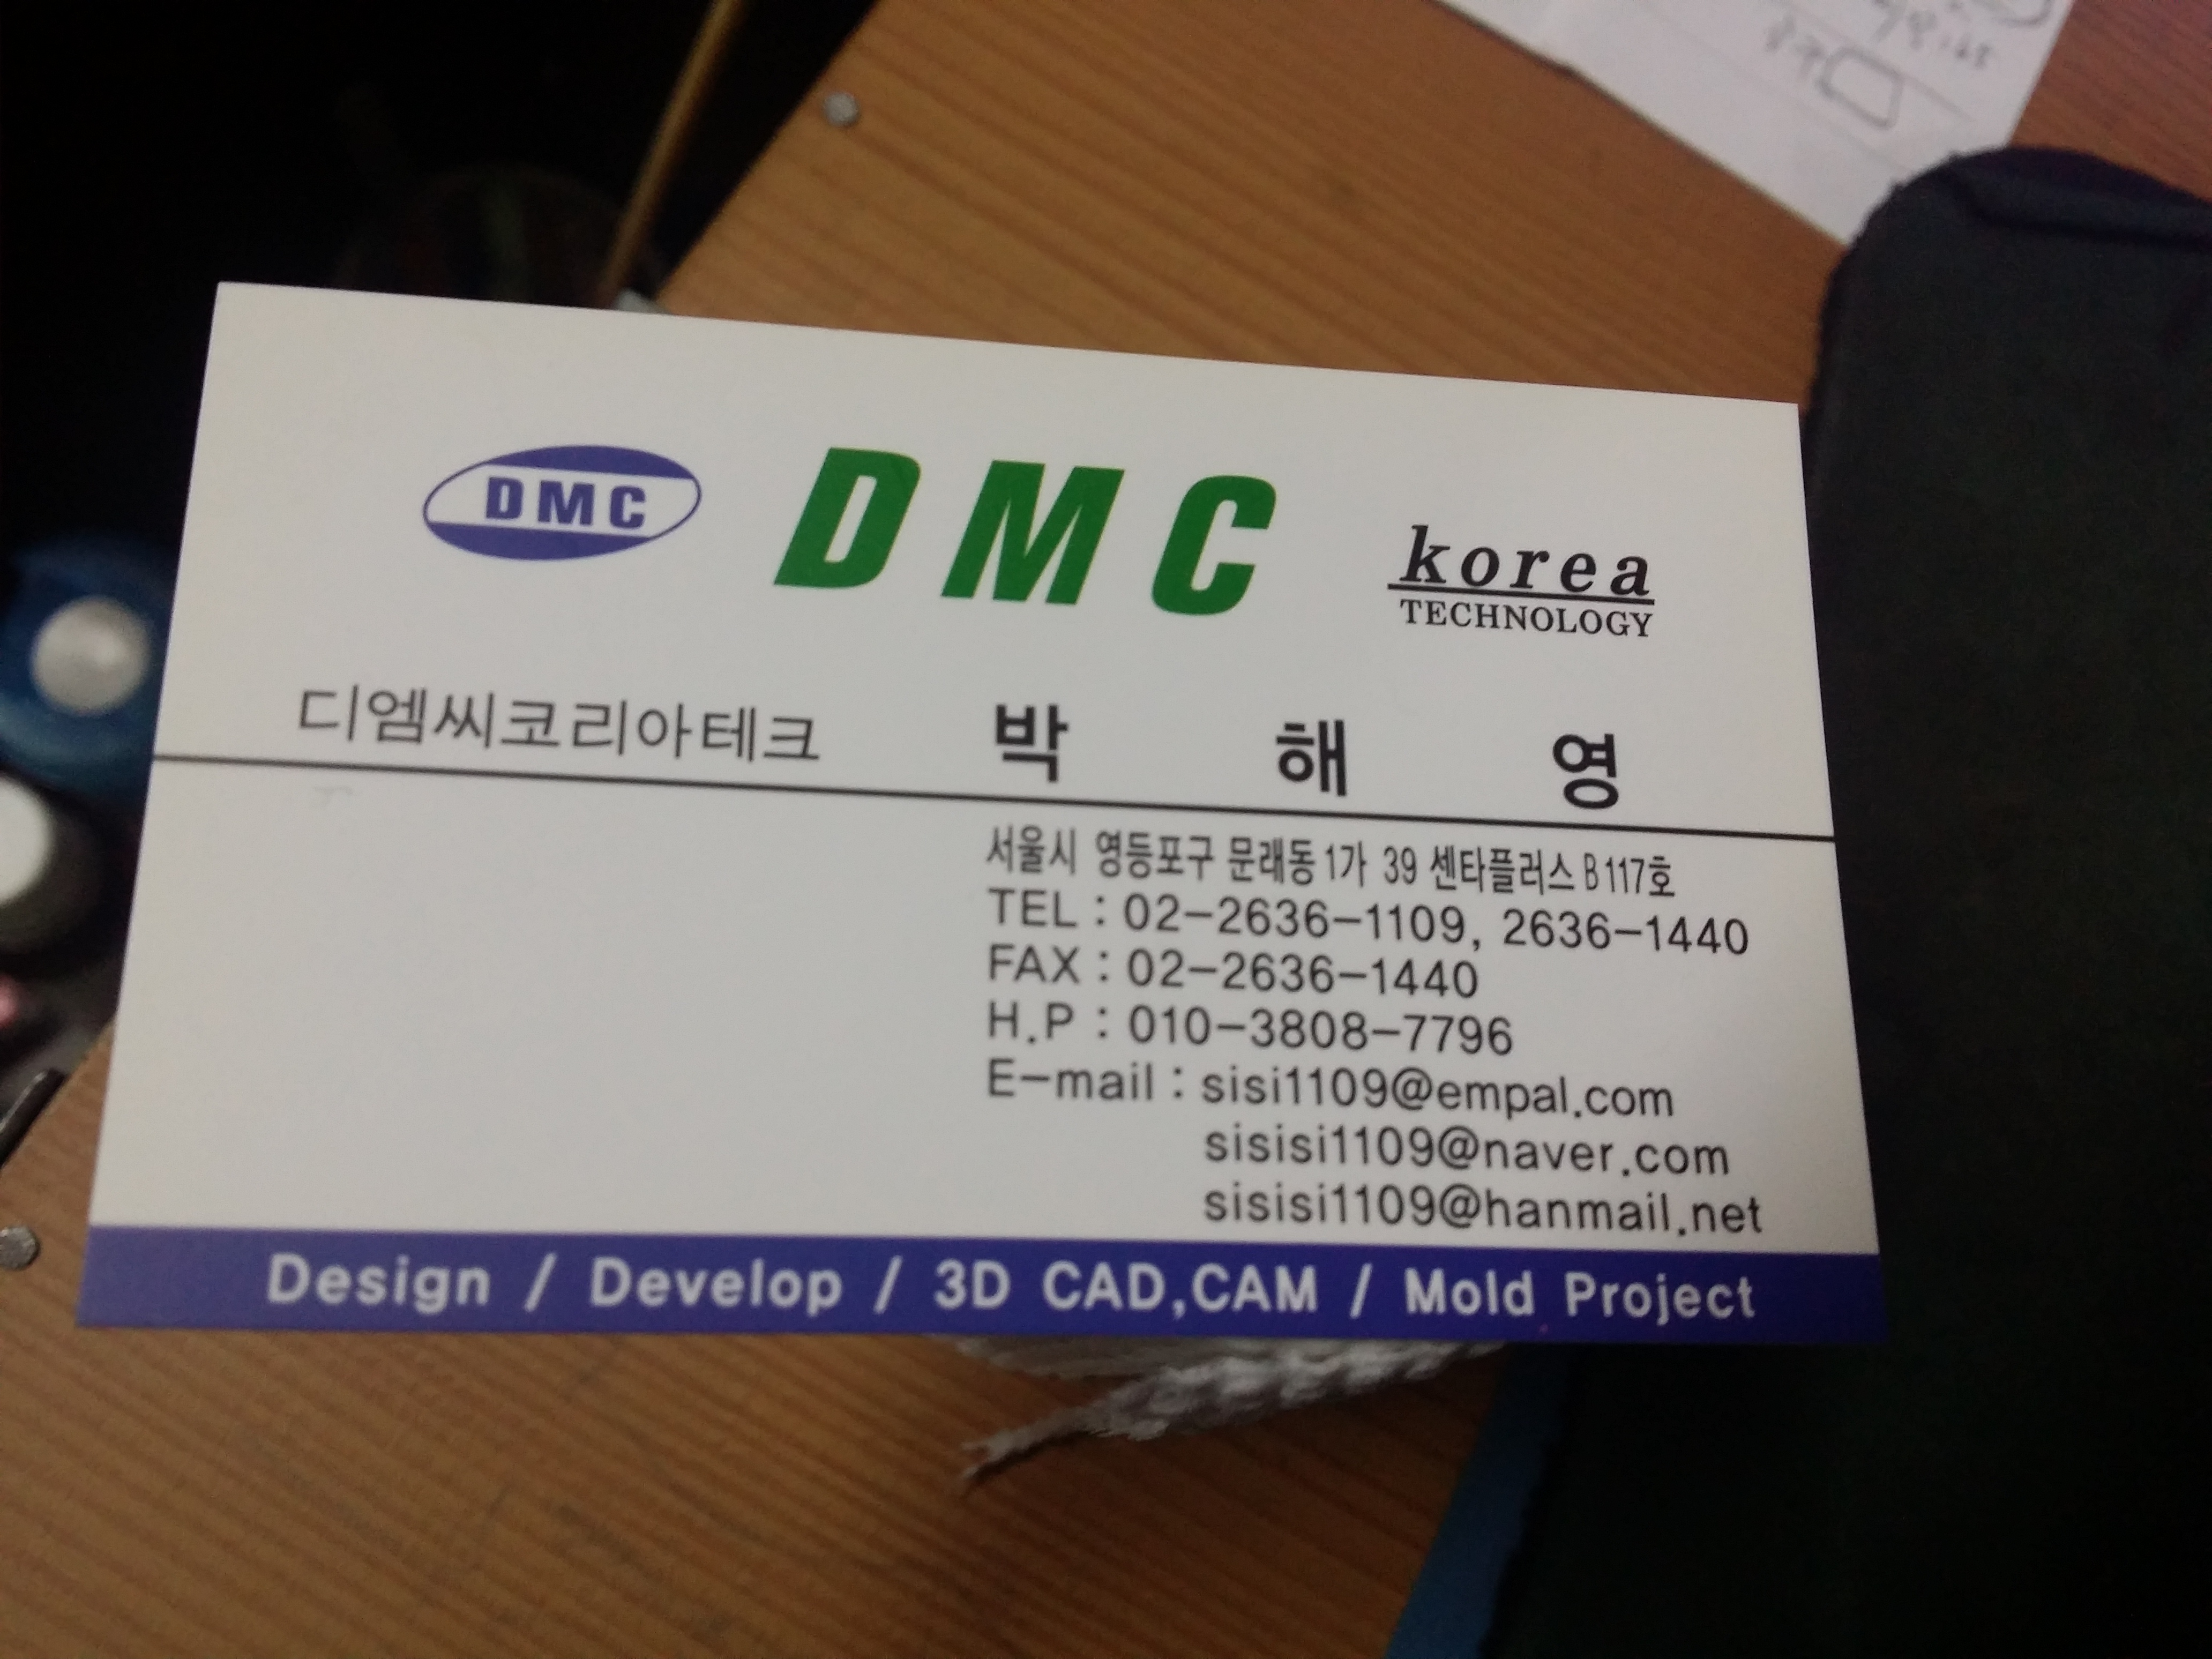 DMC
DMC
korea
TECHNOLOGY
디엠씨코리아테크 박 해 영
서울시 영등포구 문래동1가 39 센타플러스 B117호
TEL : 02-2636-1109, 2636-1440
FAX : 02-2636-1440
H.P : 010-3808-7796
E-mail : sisi1109@empal.com
sisisi1109@naver.com
sisisi1109@hanmail.net
Design / Develop / 3D CAD,CAM / Mold Project